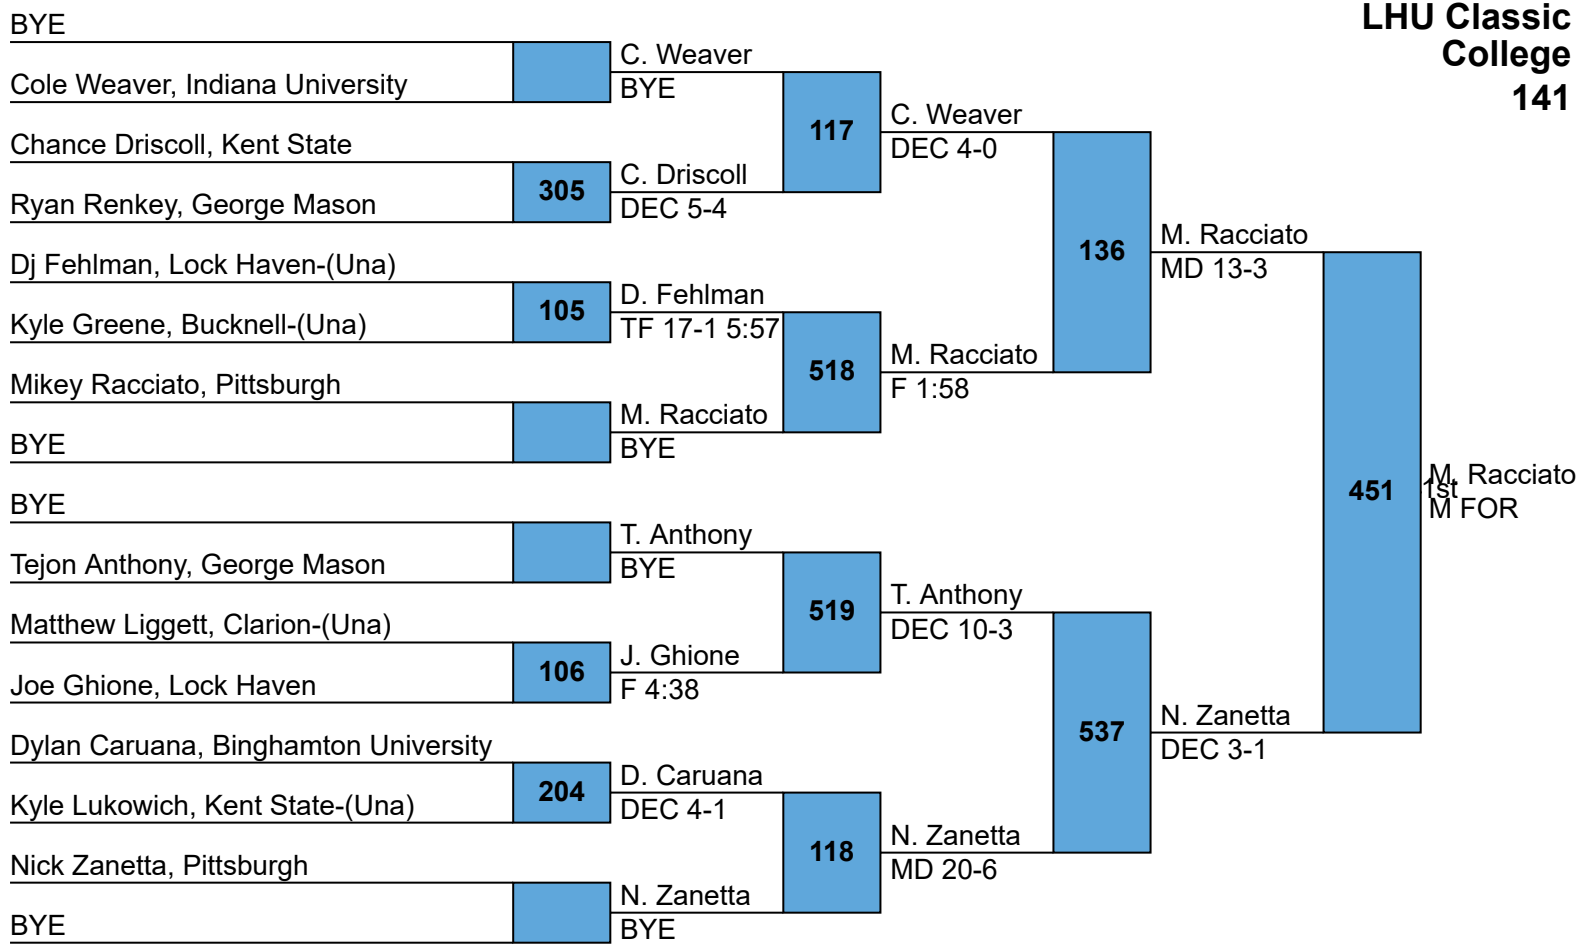 LHU Classic
College
141
BYE
Cole Weaver, Indiana University
Chance Driscoll, Kent State
Ryan Renkey, George Mason
Dj Fehlman, Lock Haven-(Una)
Kyle Greene, Bucknell-(Una)
Mikey Racciato, Pittsburgh
BYE
BYE
Tejon Anthony, George Mason
Matthew Liggett, Clarion-(Una)
Joe Ghione, Lock Haven
Dylan Caruana, Binghamton University
Kyle Lukowich, Kent State-(Una)
Nick Zanetta, Pittsburgh
BYE
305
105
106
204
C. Weaver
BYE
C. Driscoll
DEC 5-4
D. Fehlman
TF 17-1 5:57
M. Racciato
BYE
T. Anthony
BYE
J. Ghione
F 4:38
D. Caruana
DEC 4-1
N. Zanetta
BYE
117
518
519
118
C. Weaver
DEC 4-0
M. Racciato
F 1:58
T. Anthony
DEC 10-3
N. Zanetta
MD 20-6
136
537
M. Racciato
MD 13-3
N. Zanetta
DEC 3-1
451
M. Racciato
1st
M FOR